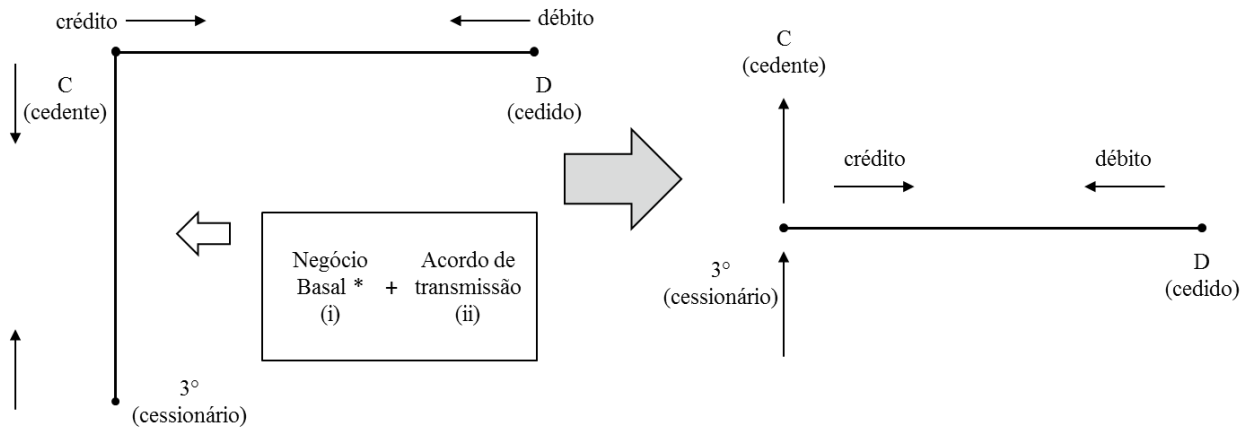 crédito
débito
C
(cedente)
D
(cedido)
Negócio
Basal *
(i)
+
Acordo de
transmissão
(ii)
3°
(cessionário)
C
(cedente)
crédito
débito
3°
(cessionário)
D
(cedido)